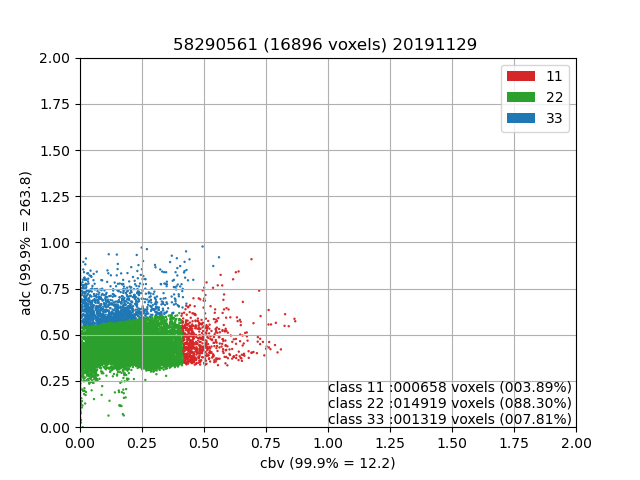 58290561 (16896 voxels) 20191129
2.00
1.75
1.50
1.25
1.00
0.75
0.50
0.25
0.00
adc (99.9% = 263.8)
11
22
33
class 11 :000658 voxels (003.89%)
class 22 :014919 voxels (088.30%)
class 33 :001319 voxels (007.81%)
0.00 0.25 0.50 0.75 1.00 1.25 1.50 1.75 2.00
cbv (99.9% = 12.2)